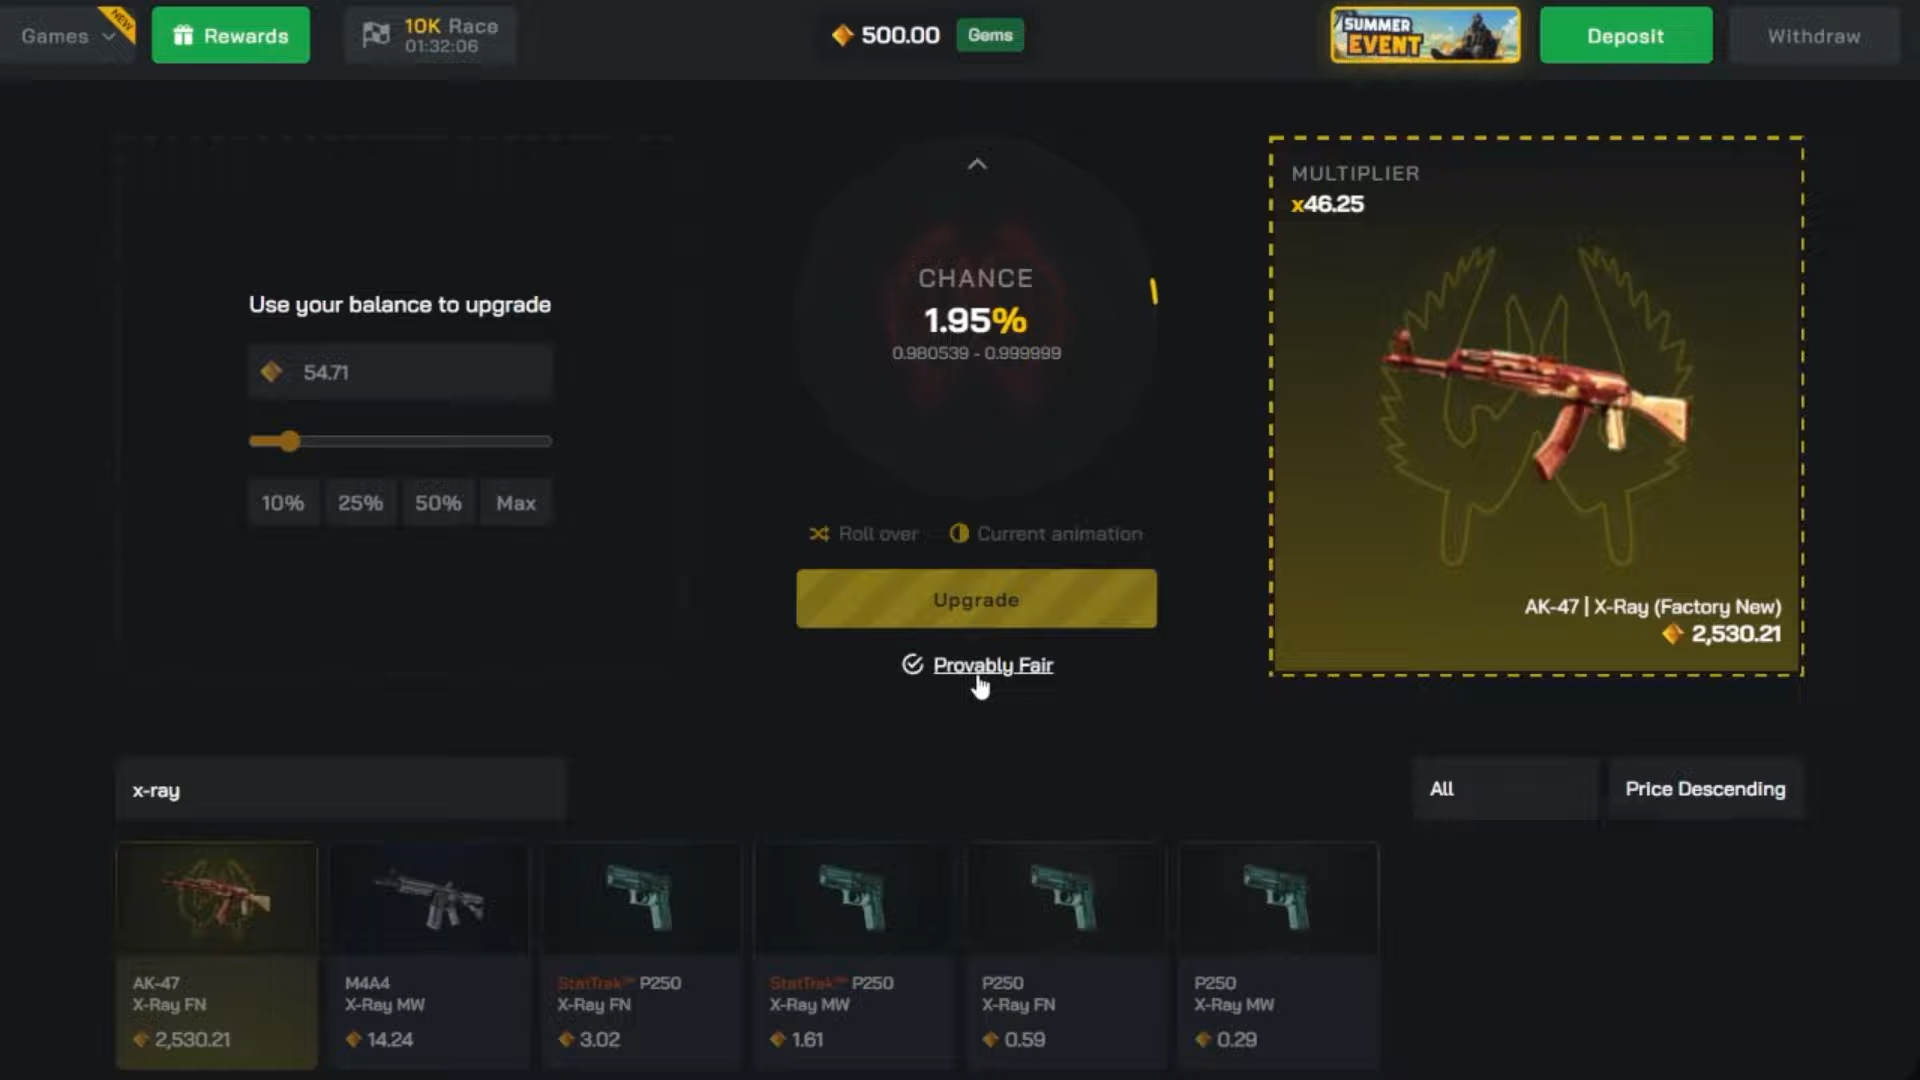 Games
NEW
Rewards
10K Race
01:32:06
500.00
Gems
SUMMER
EVENT
Deposit
Withdraw
Use your balance to upgrade
54.71
10%
25%
50%
Max
CHANCE
1.95%
0.980539 - 0.999999
Roll over
Current animation
Upgrade
Provably Fair
MULTIPLIER
x46.25
AK-47 | X-Ray (Factory New)
2,530.21
x-ray
All
Price Descending
AK-47
X-Ray FN
2,530.21
M4A4
X-Ray MW
14.24
StatTrak™ P250
X-Ray FN
3.02
StatTrak™ P250
X-Ray MW
1.61
P250
X-Ray FN
0.59
P250
X-Ray MW
0.29